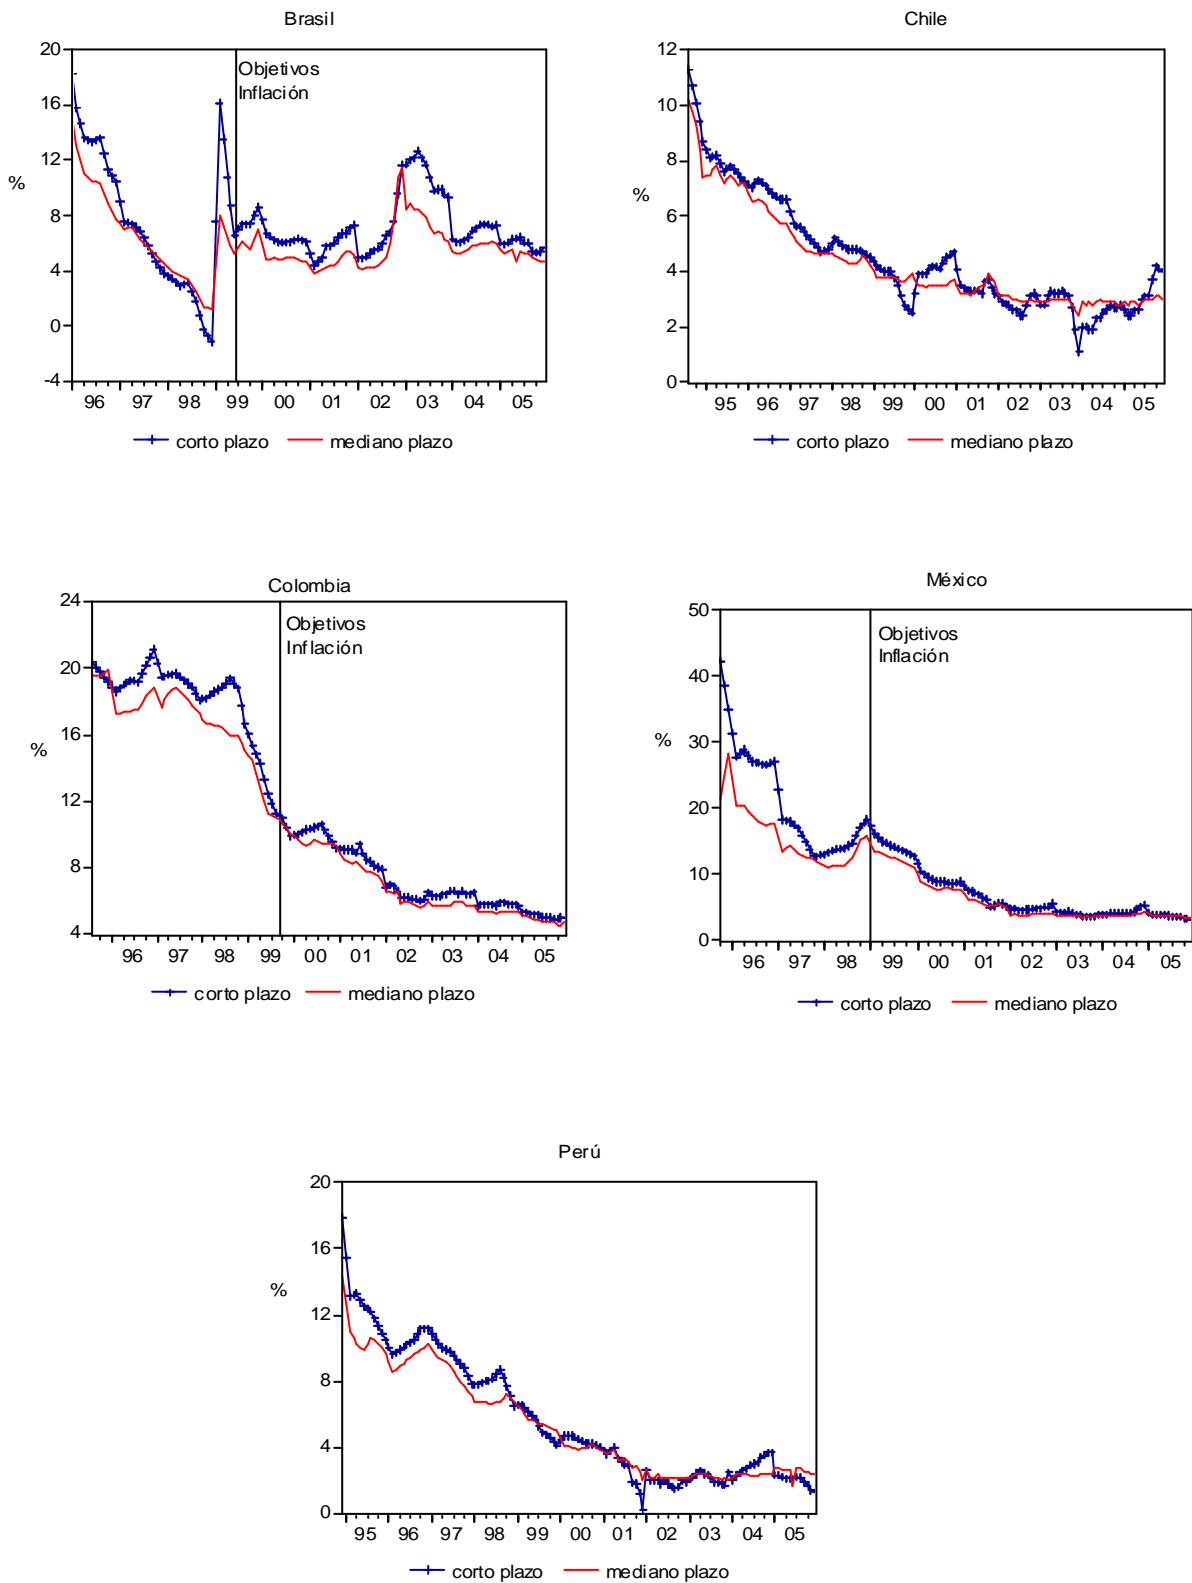 Brasil
20
16
12
8
4
0
-4
%
Objetivos
Inflación
96 97 98 99 00 01 02 03 04 05
corto plazo mediano plazo
Chile
12
10
8
6
4
2
0
%
95 96 97 98 99 00 01 02 03 04 05
corto plazo mediano plazo
Colombia
24
20
16
12
8
4
%
Objetivos
Inflación
96 97 98 99 00 01 02 03 04 05
corto plazo mediano plazo
México
50
40
30
20
10
0
%
Objetivos
Inflación
96 97 98 99 00 01 02 03 04 05
corto plazo mediano plazo
Perú
20
16
12
8
4
0
%
95 96 97 98 99 00 01 02 03 04 05
corto plazo mediano plazo